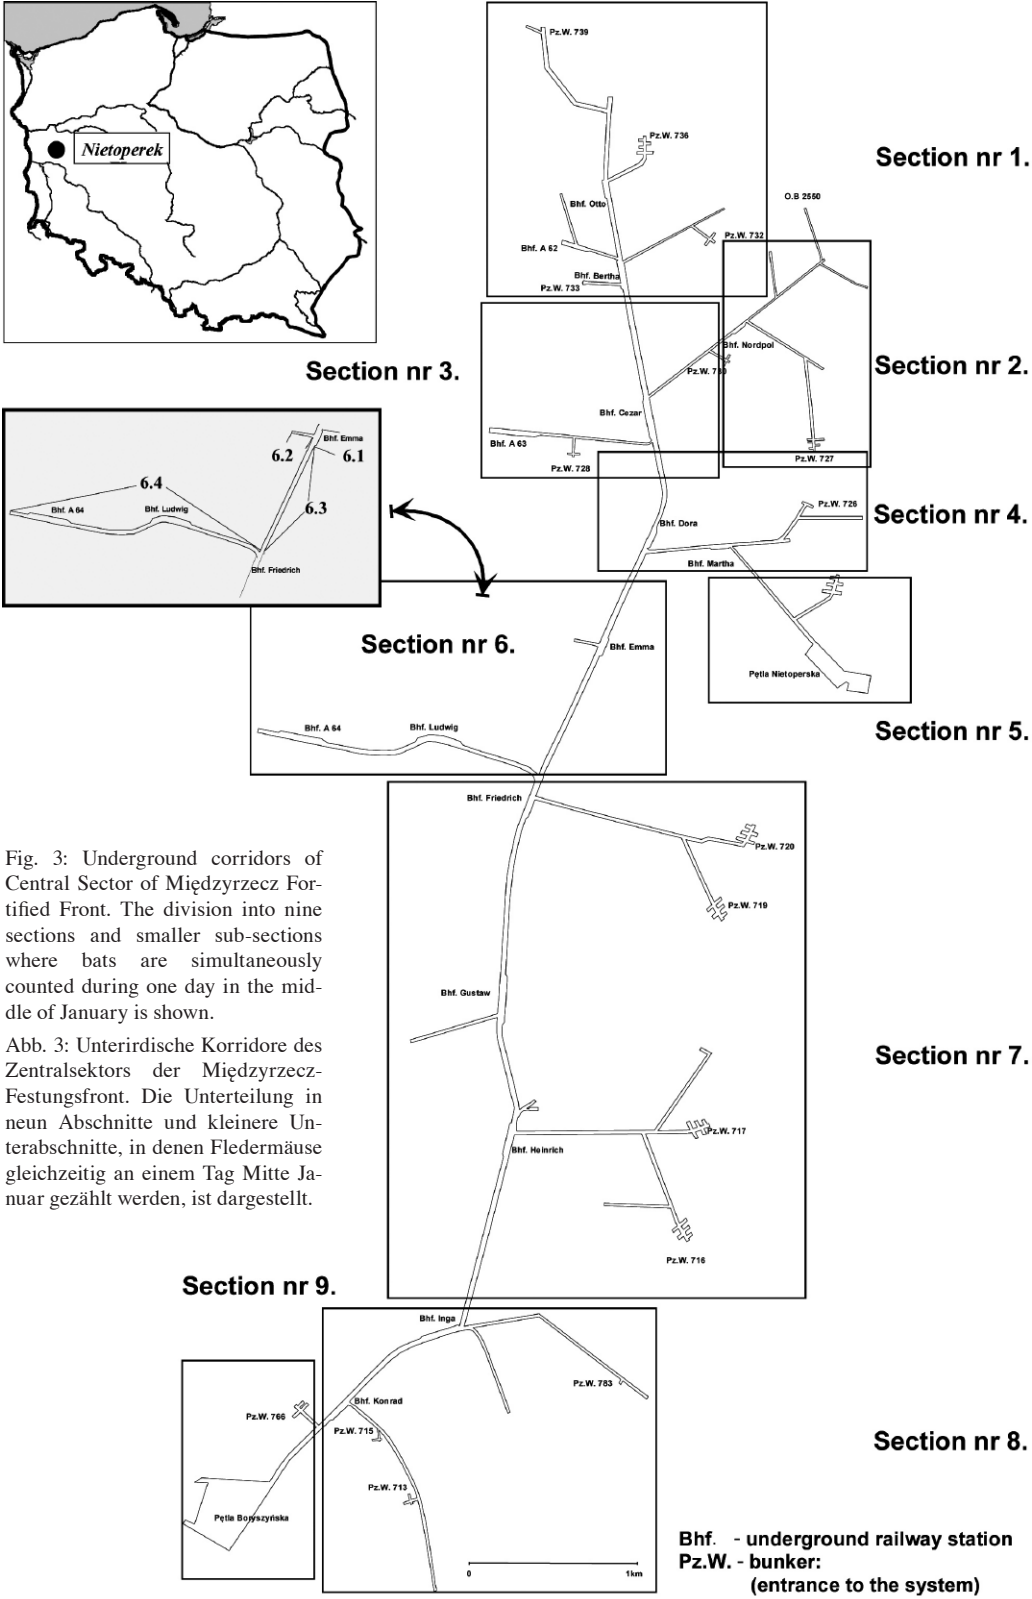 Nietoperek
Pz.W. 739
Pz.W. 736
Section nr 1.
O.B 2550
Bhf. Otto
Pz.W. 732
Bhf. A 62
Bhf. Bertha
Pz.W. 733
Bhf. Nordpol
Section nr 3.
Section nr 2.
Pz.W. 730
Bhf. Cezar
Bhf. A 63
Pz.W. 728
Pz.W. 727
Bhf. Emma
6.2
6.1
6.4
6.3
Bhf. A 64
Bhf. Ludwig
Bhf. Friedrich
Pz.W. 726
Section nr 4.
Bhf. Dora
Bhf. Martha
Section nr 6.
Bhf. Emma
Pętla Nietoperska
Bhf. A 64
Bhf. Ludwig
Section nr 5.
Bhf. Friedrich
Pz.W. 720
Pz.W. 719
Fig. 3: Underground corridors of
Central Sector of Międzyrzecz For-
tified Front. The division into nine
sections and smaller sub-sections
where bats are simultaneously
counted during one day in the mid-
dle of January is shown.
Abb. 3: Unterirdische Korridore des
Zentralsektors der Międzyrzecz-
Festungsfront. Die Unterteilung in
neun Abschnitte und kleinere Un-
terabschnitte, in denen Fledermäuse
gleichzeitig an einem Tag Mitte Ja-
nuar gezählt werden, ist dargestellt.
Bhf. Gustaw
Section nr 7.
Pz.W. 717
Bhf. Heinrich
Pz.W. 716
Section nr 9.
Bhf. Inga
Pz.W. 783
Bhf. Konrad
Pz.W. 766
Pz.W. 715
Section nr 8.
Pz.W. 713
Pętla Boryszyńska
0 1km
Bhf. - underground railway station
Pz.W. - bunker:
(entrance to the system)